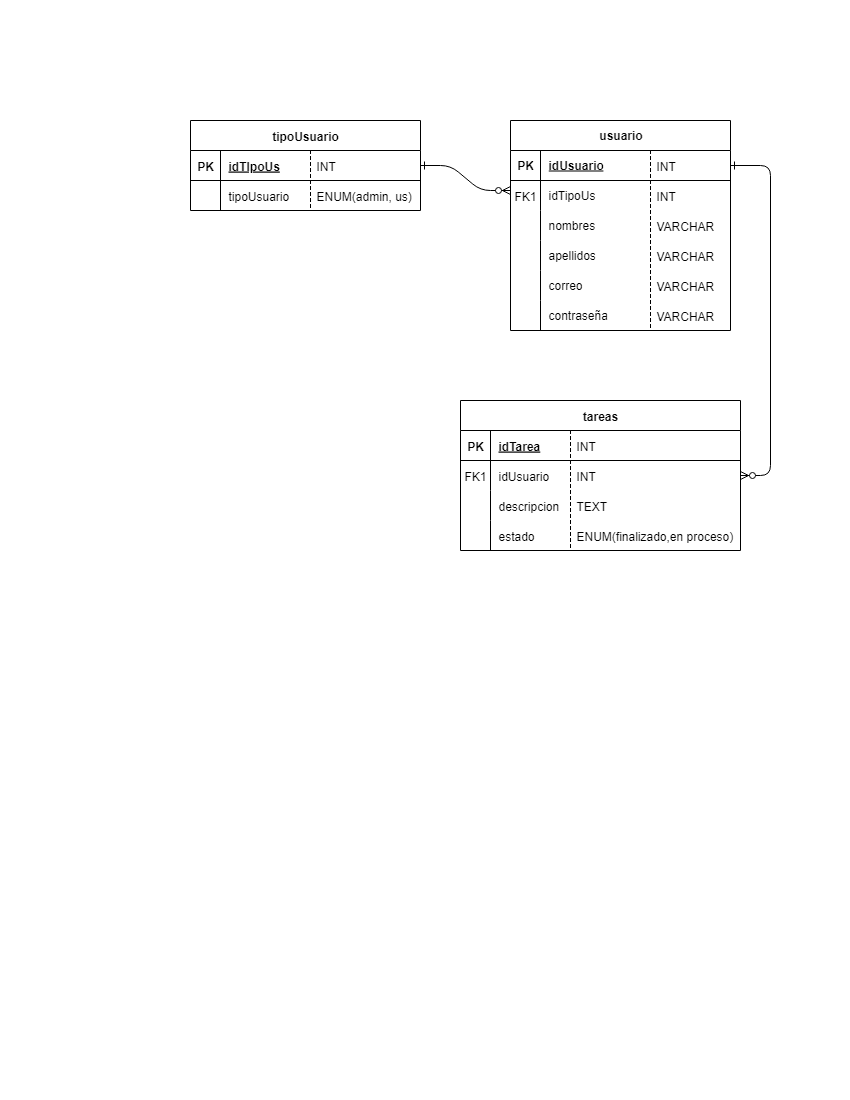 tipoUsuario
PK idTIpoUs INT
tipoUsuario ENUM(admin, us)
usuario
PK idUsuario INT
FK1 idTipoUs INT
nombres VARCHAR
apellidos VARCHAR
correo VARCHAR
contraseña VARCHAR
tareas
PK idTarea INT
FK1 idUsuario INT
descripcion TEXT
estado ENUM(finalizado,en proceso)